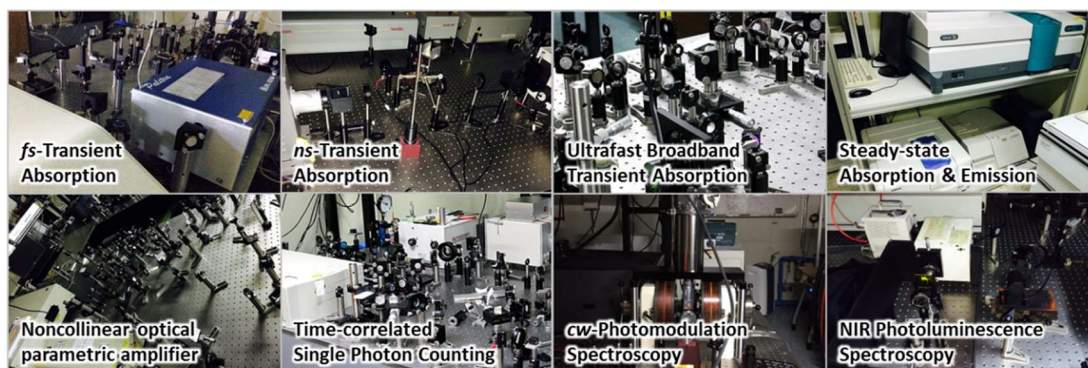 fs-Transient
Absorption
ns-Transient
Absorption
Ultrafast Broadband
Transient Absorption
Steady-state
Absorption & Emission
Noncollinear optical
parametric amplifier
Time-correlated
Single Photon Counting
cw-Photomodulation
Spectroscopy
NIR Photoluminescence
Spectroscopy